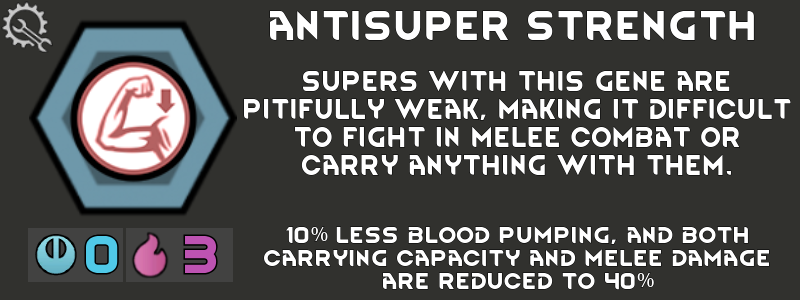 ANTISUPER STRENGTH
SUPERS WITH THIS GENE ARE
PITIFULLY WEAK, MAKING IT DIFFICULT
TO FIGHT IN MELEE COMBAT OR
CARRY ANYTHING WITH THEM.
0 3
10% LESS BLOOD PUMPING, AND BOTH
CARRYING CAPACITY AND MELEE DAMAGE
ARE REDUCED TO 40%